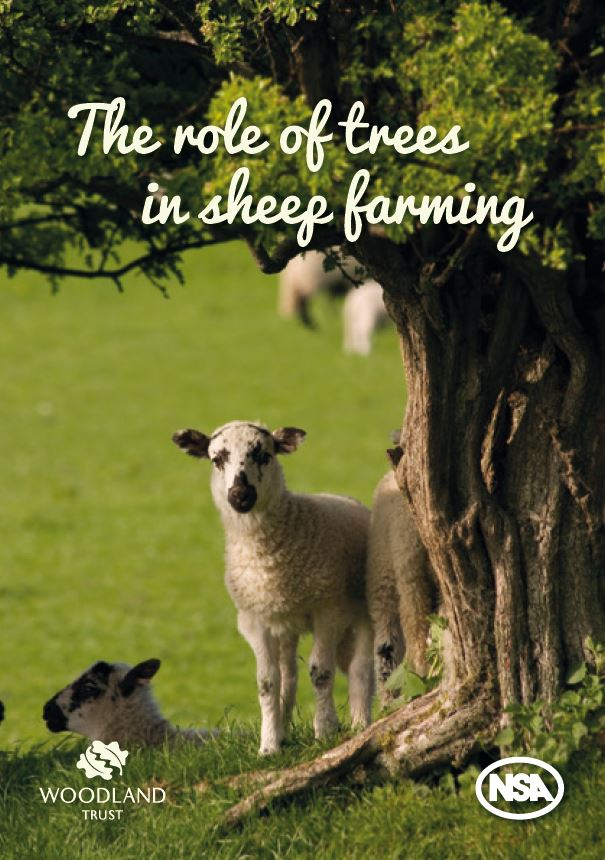 The role of trees
in sheep farming
WOODLAND
TRUST
NSA